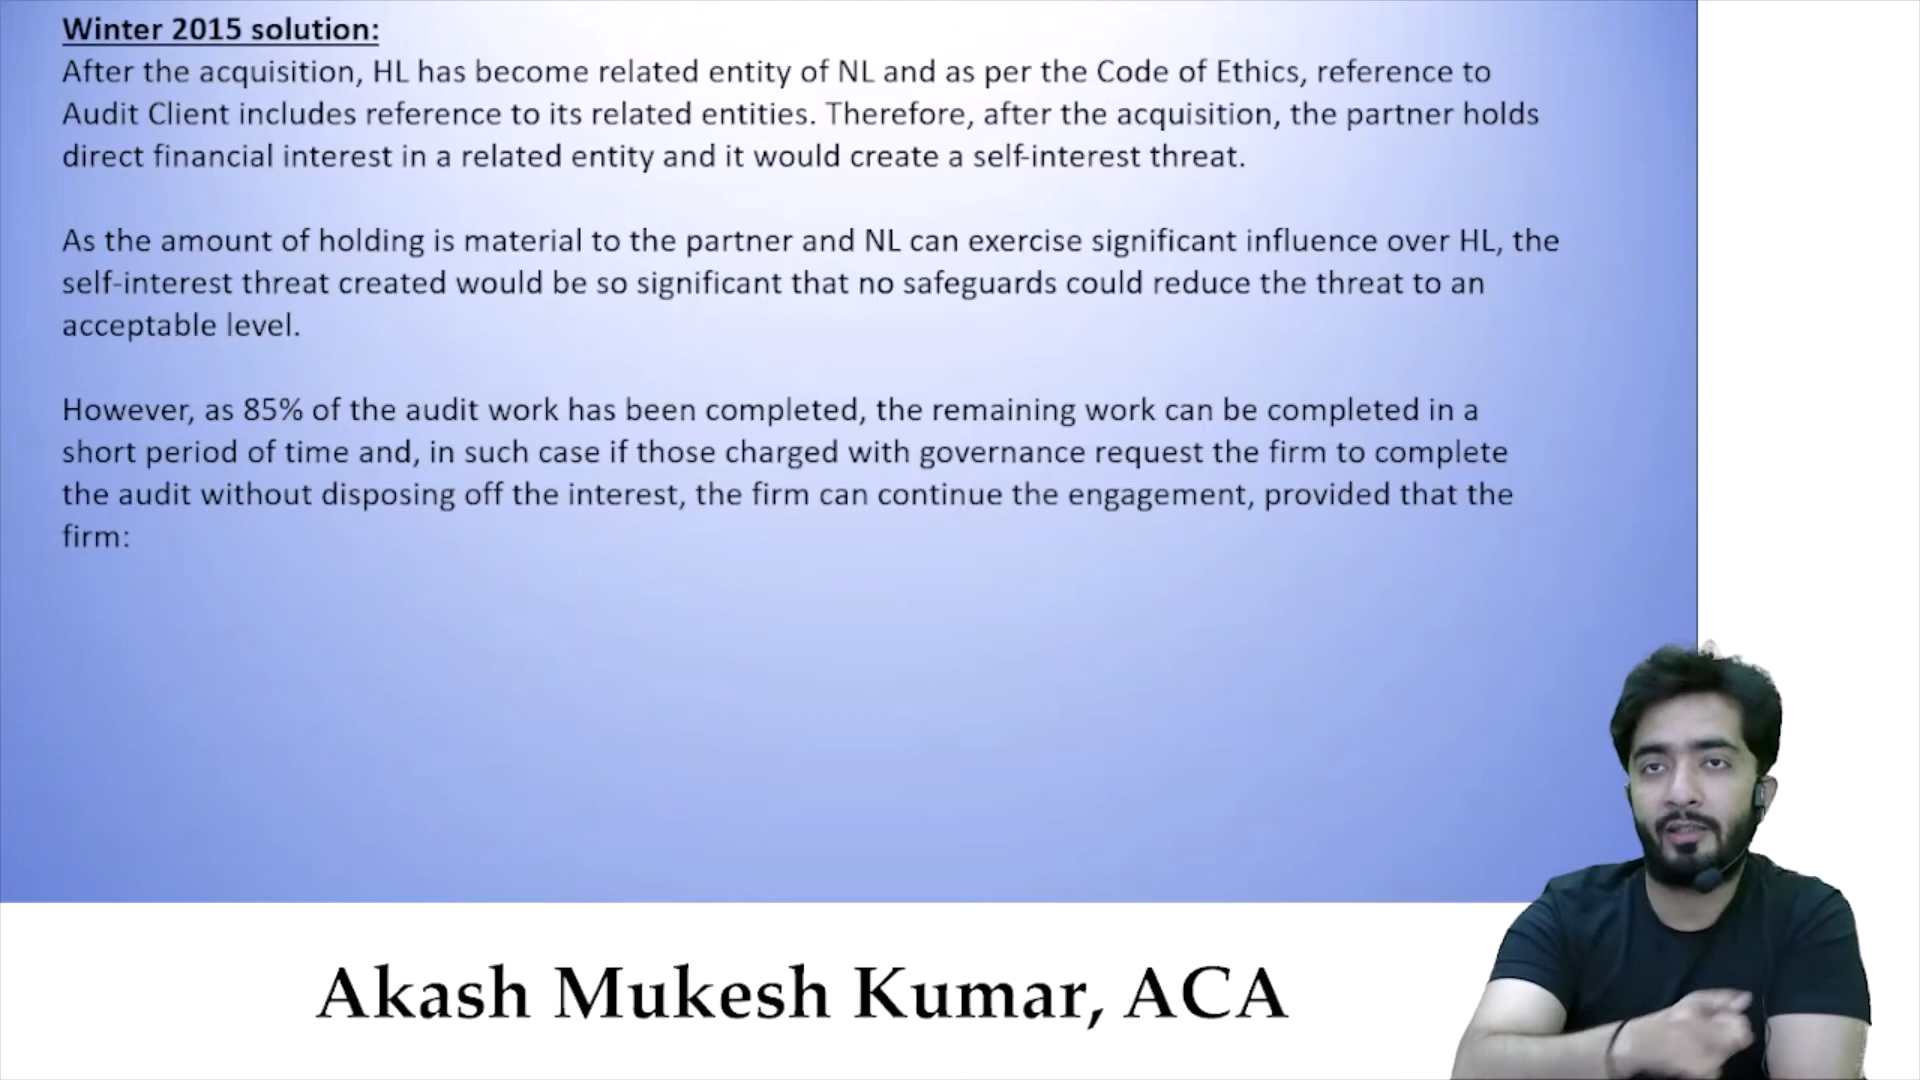 Winter 2015 solution:
After the acquisition, HL has become related entity of NL and as per the Code of Ethics, reference to
Audit Client includes reference to its related entities. Therefore, after the acquisition, the partner holds
direct financial interest in a related entity and it would create a self-interest threat.
As the amount of holding is material to the partner and NL can exercise significant influence over HL, the
self-interest threat created would be so significant that no safeguards could reduce the threat to an
acceptable level.
However, as 85% of the audit work has been completed, the remaining work can be completed in a
short period of time and, in such case if those charged with governance request the firm to complete
the audit without disposing off the interest, the firm can continue the engagement, provided that the
firm:
Akash Mukesh Kumar, ACA